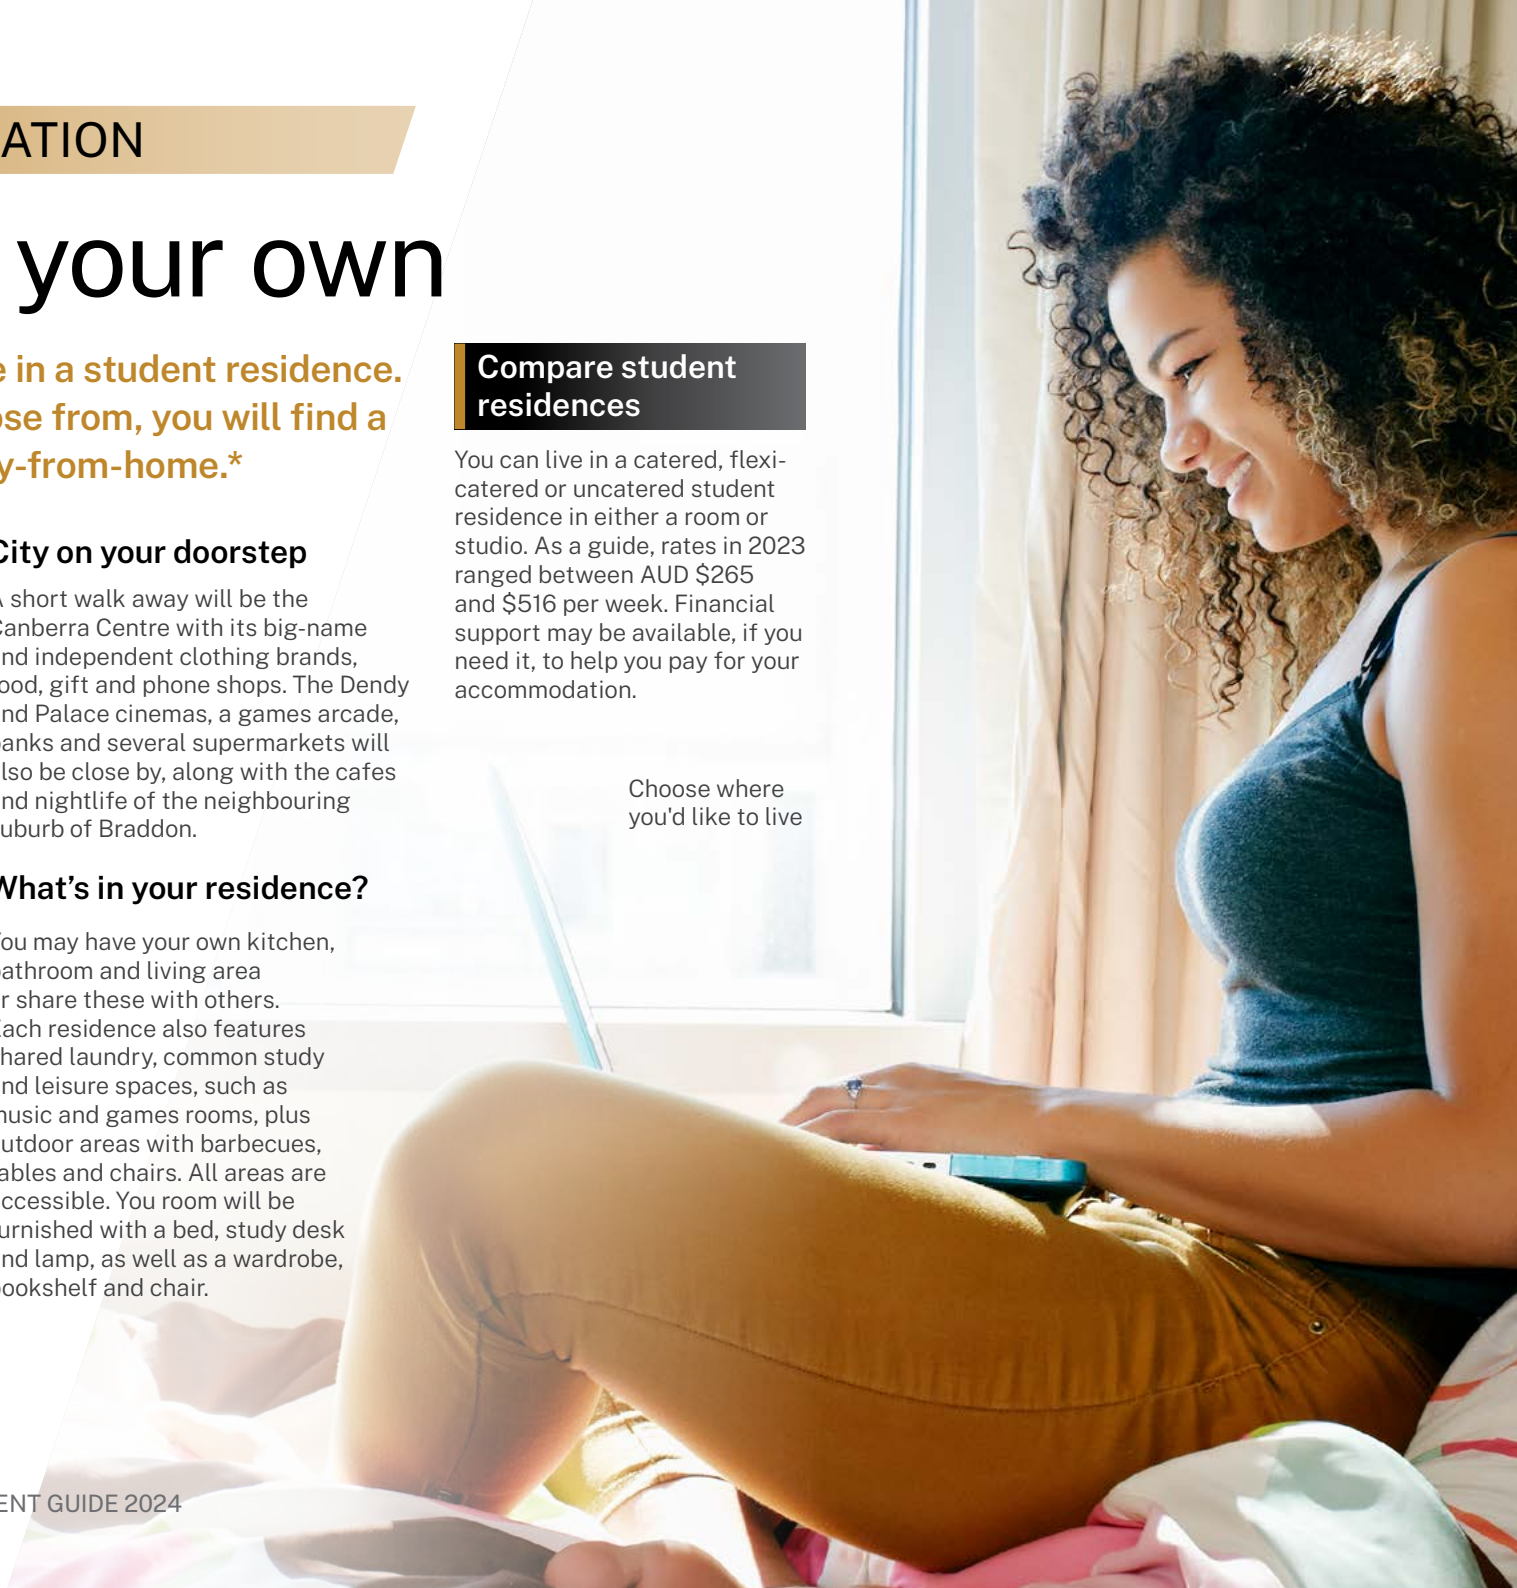 ATION
your own
e in a student residence.
ose from, you will find a
y-from-home.*
City on your doorstep
A short walk away will be the
Canberra Centre with its big-name
nd independent clothing brands,
ood, gift and phone shops. The Dendy
nd Palace cinemas, a games arcade,
banks and several supermarkets will
lso be close by, along with the cafes
nd nightlife of the neighbouring
uburb of Braddon.
What's in your residence?
You may have your own kitchen,
bathroom and living area
r share these with others.
Each residence also features
hared laundry, common study
nd leisure spaces, such as
music and games rooms, plus
utdoor areas with barbecues,
ables and chairs. All areas are
ccessible. You room will be
urnished with a bed, study desk
nd lamp, as well as a wardrobe,
bookshelf and chair.
Compare student
residences
You can live in a catered, flexi-
catered or uncatered student
residence in either a room or
studio. As a guide, rates in 2023
ranged between AUD $265
and $516 per week. Financial
support may be available, if you
need it, to help you pay for your
accommodation.
Choose where
you'd like to live
ENT GUIDE 2024